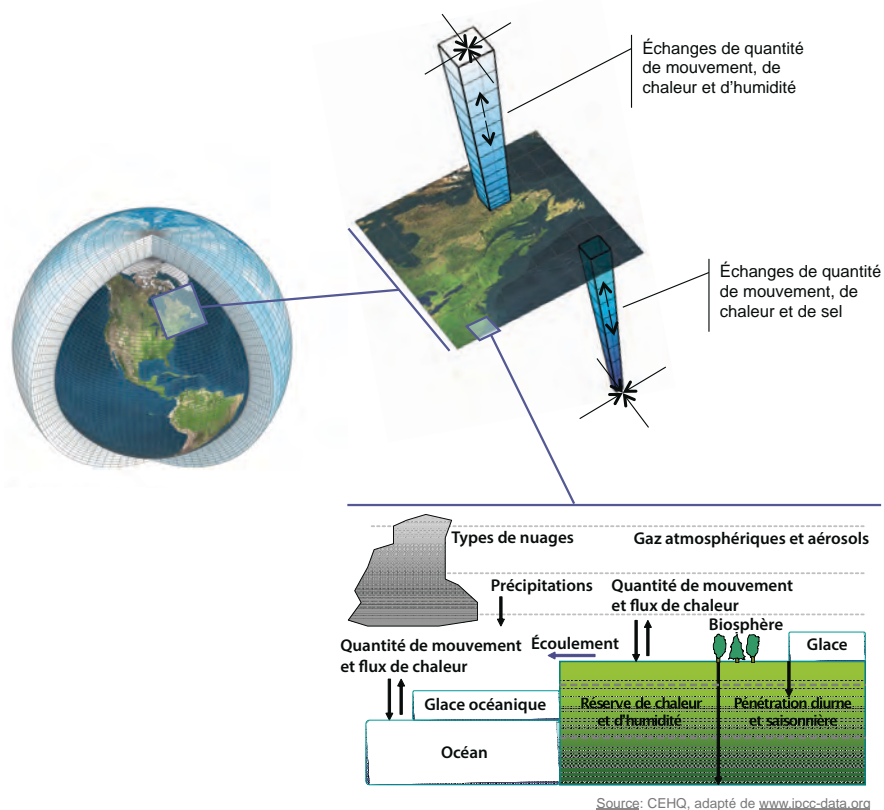 Échanges de quantité
de mouvement, de
chaleur et d'humidité
Échanges de quantité
de mouvement, de
chaleur et de sel
Types de nuages
Gaz atmosphériques et aérosols
Précipitations
Quantité de mouvement
et flux de chaleur
Biosphère
Glace
Quantité de mouvement
et flux de chaleur
Écoulement
Glace océanique
Océan
Réserve de chaleur
et d'humidité
Pénétration diurne
et saisonnière
Source: CEHQ, adapté de www.ipcc-data.org